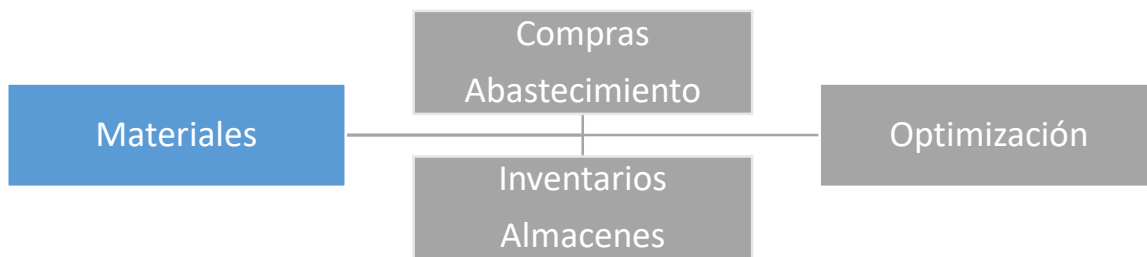 Compras
Abastecimiento
Materiales
Optimización
Inventarios
Almacenes